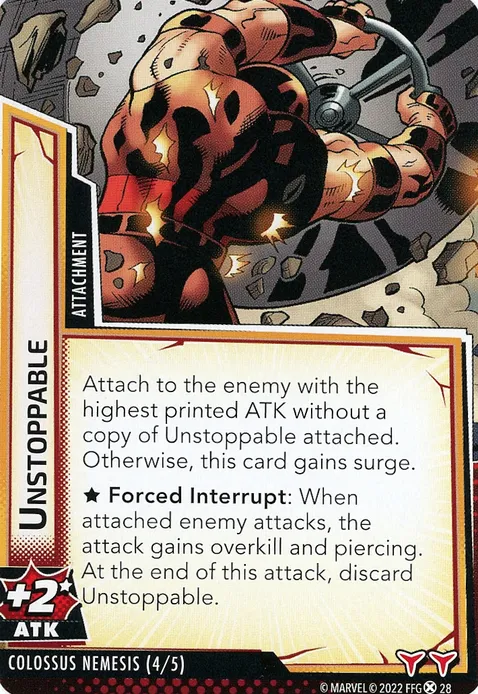 ATTACHMENT
UNSTOPPABLE
Attach to the enemy with the
highest printed ATK without a
copy of Unstoppable attached.
Otherwise, this card gains surge.
★ Forced Interrupt: When
attached enemy attacks, the
attack gains overkill and piercing.
At the end of this attack, discard
Unstoppable.
+2★
ATK
COLOSSUS NEMESIS (4/5)
© MARVEL © 2022 FFG 28